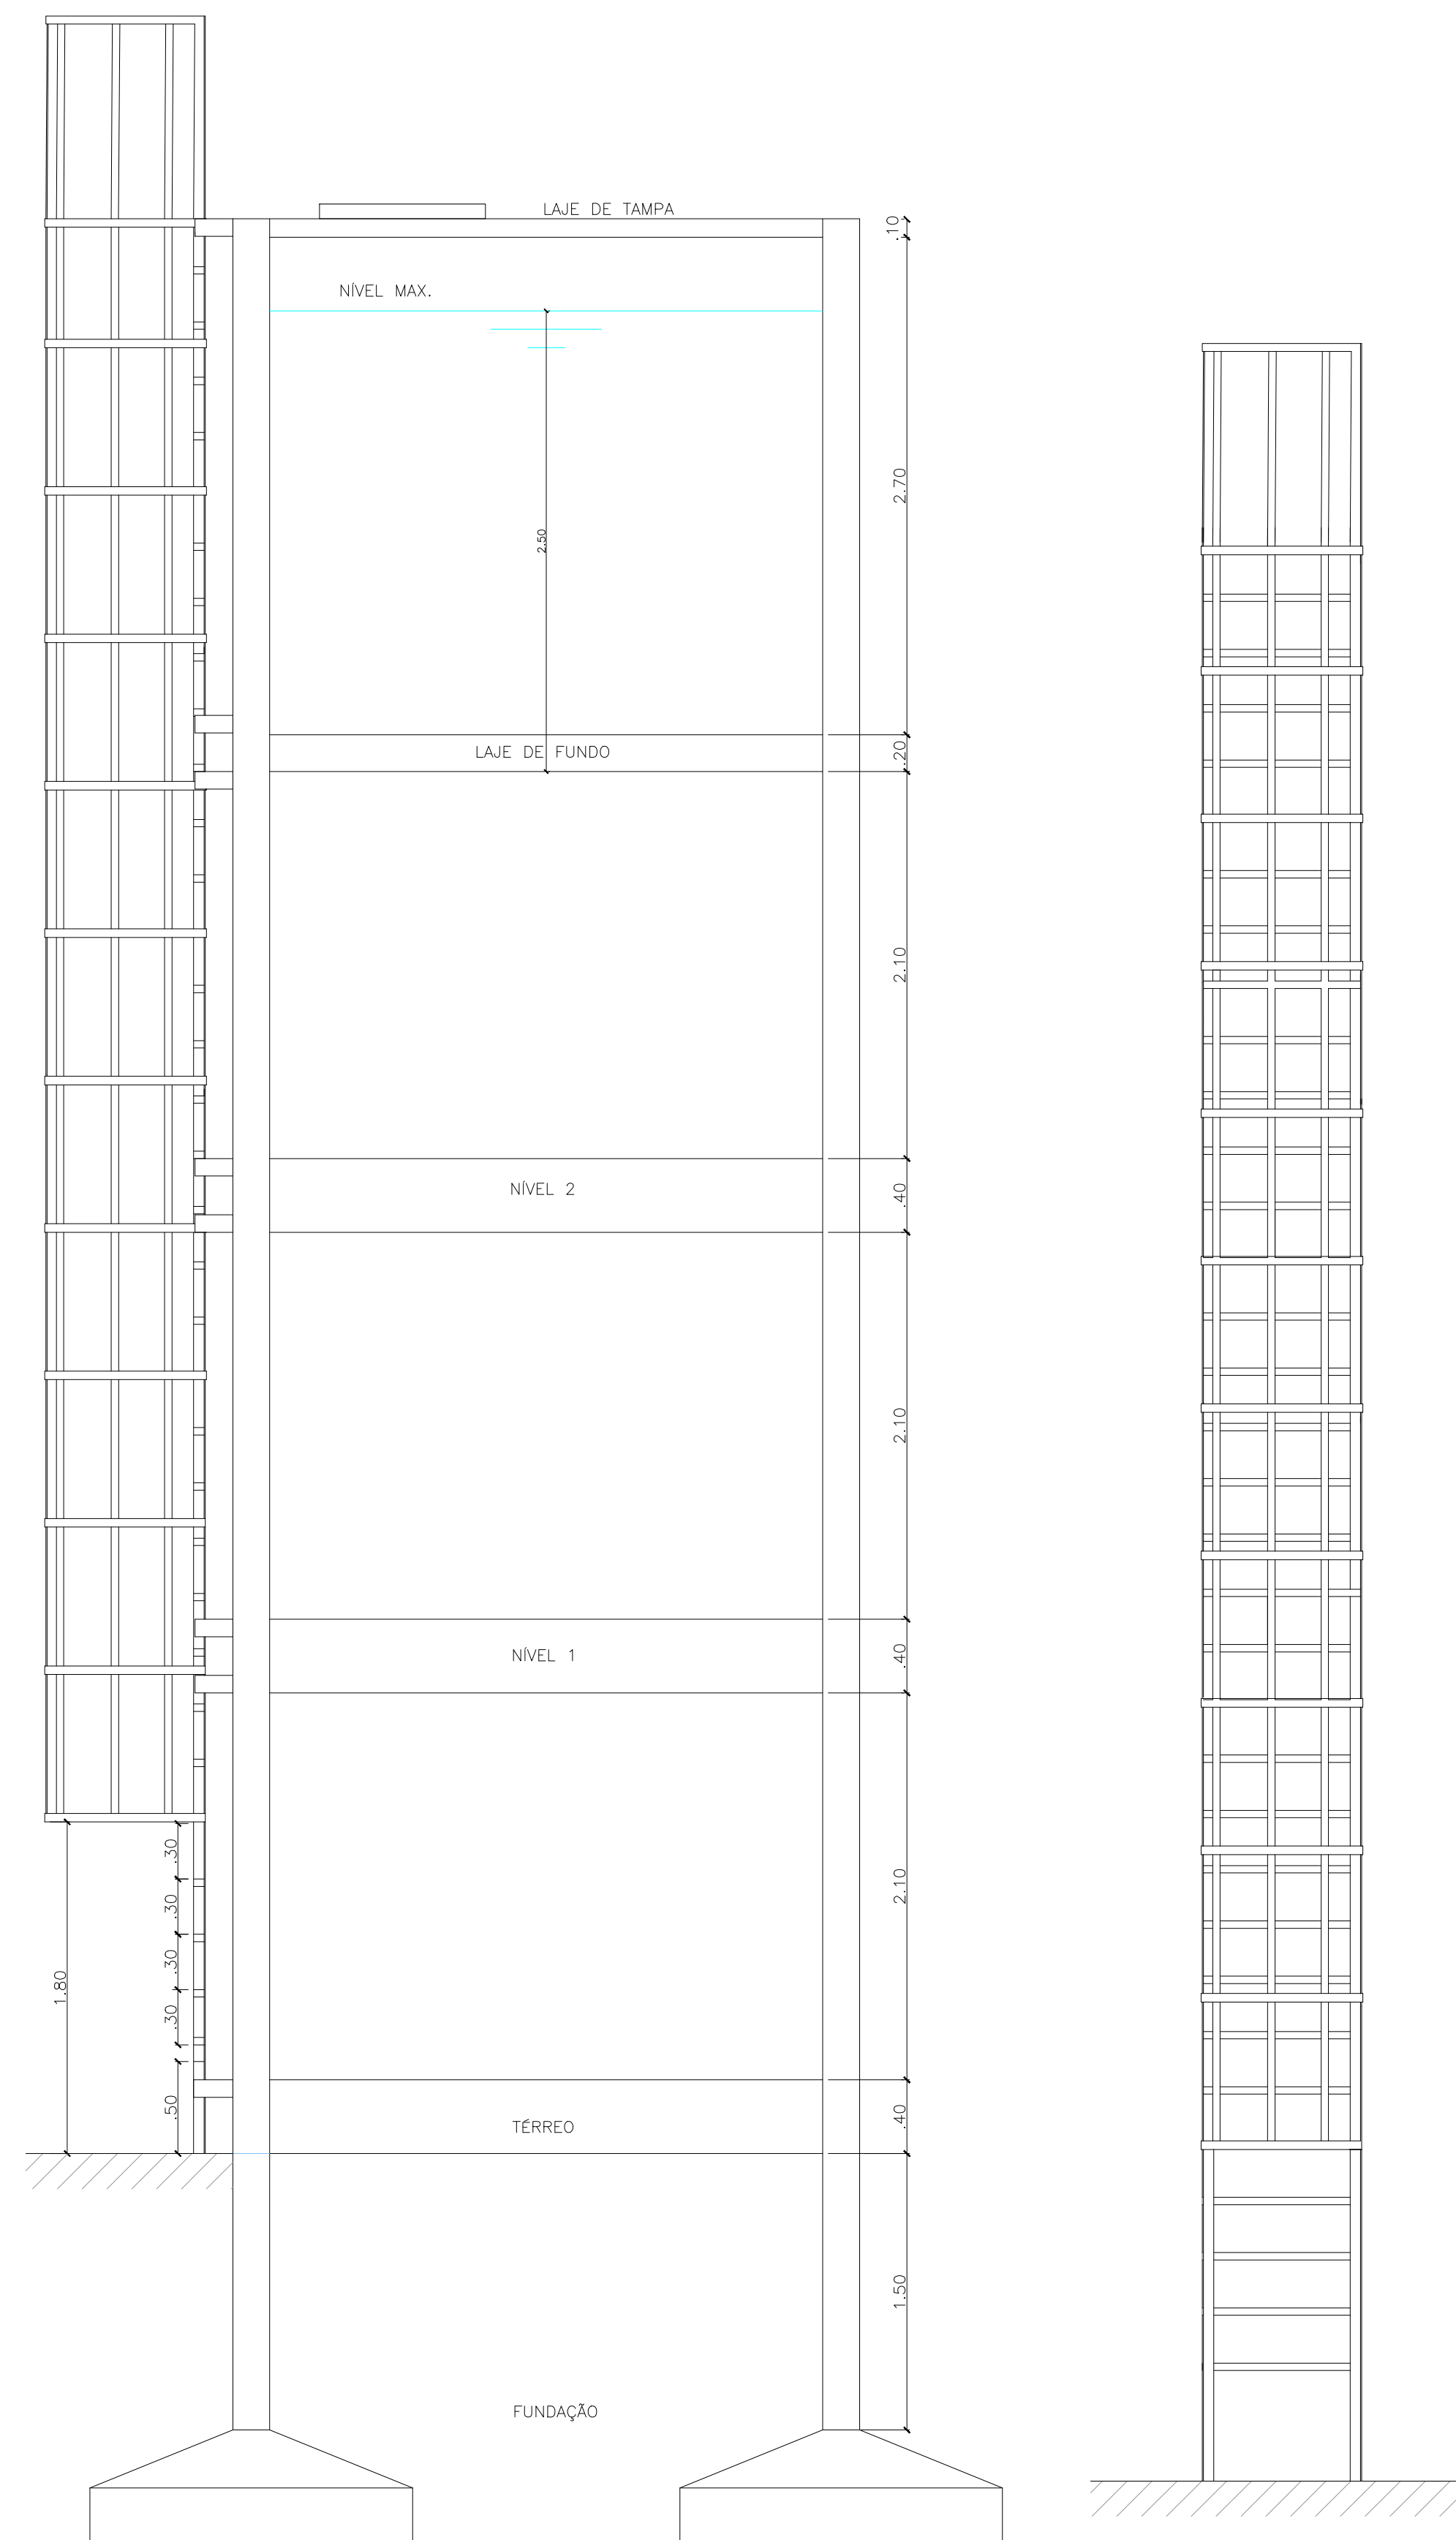 LAJE DE TAMPA
.10
NÍVEL MAX.
2.70
2.50
LAJE DE FUNDO
.20
2.10
NÍVEL 2
.40
2.10
NÍVEL 1
.40
.30
.30
.30
.30
1.80
2.10
.50
TÉRREO
.40
1.50
FUNDAÇÃO